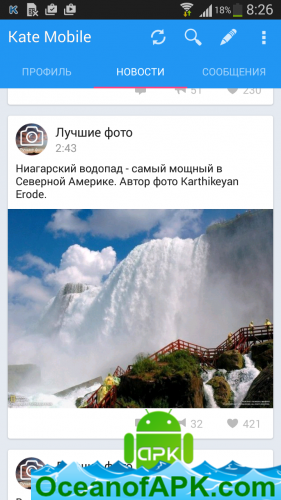 18% 8:26
Kate Mobile
ПРОФИЛЬ НОВОСТИ СООБЩЕНИЯ
51 230
Лучшие фото
2:43
Ниагарский водопад - самый мощный в
Северной Америке. Автор фото Karthikeyan
Erode.
32 421
APK
OceanofAPK.com